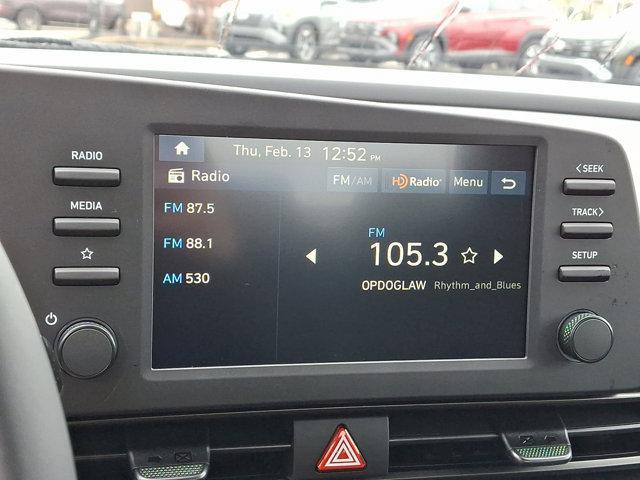 Thu, Feb. 13 12:52 PM
RADIO
Radio
FM/AM
HD Radio
Menu
<SEEK
FM 87.5
MEDIA
FM 88.1
FM
105.3
TRACK>
AM 530
SETUP
OPDOGLAW Rhythm_and_Blues